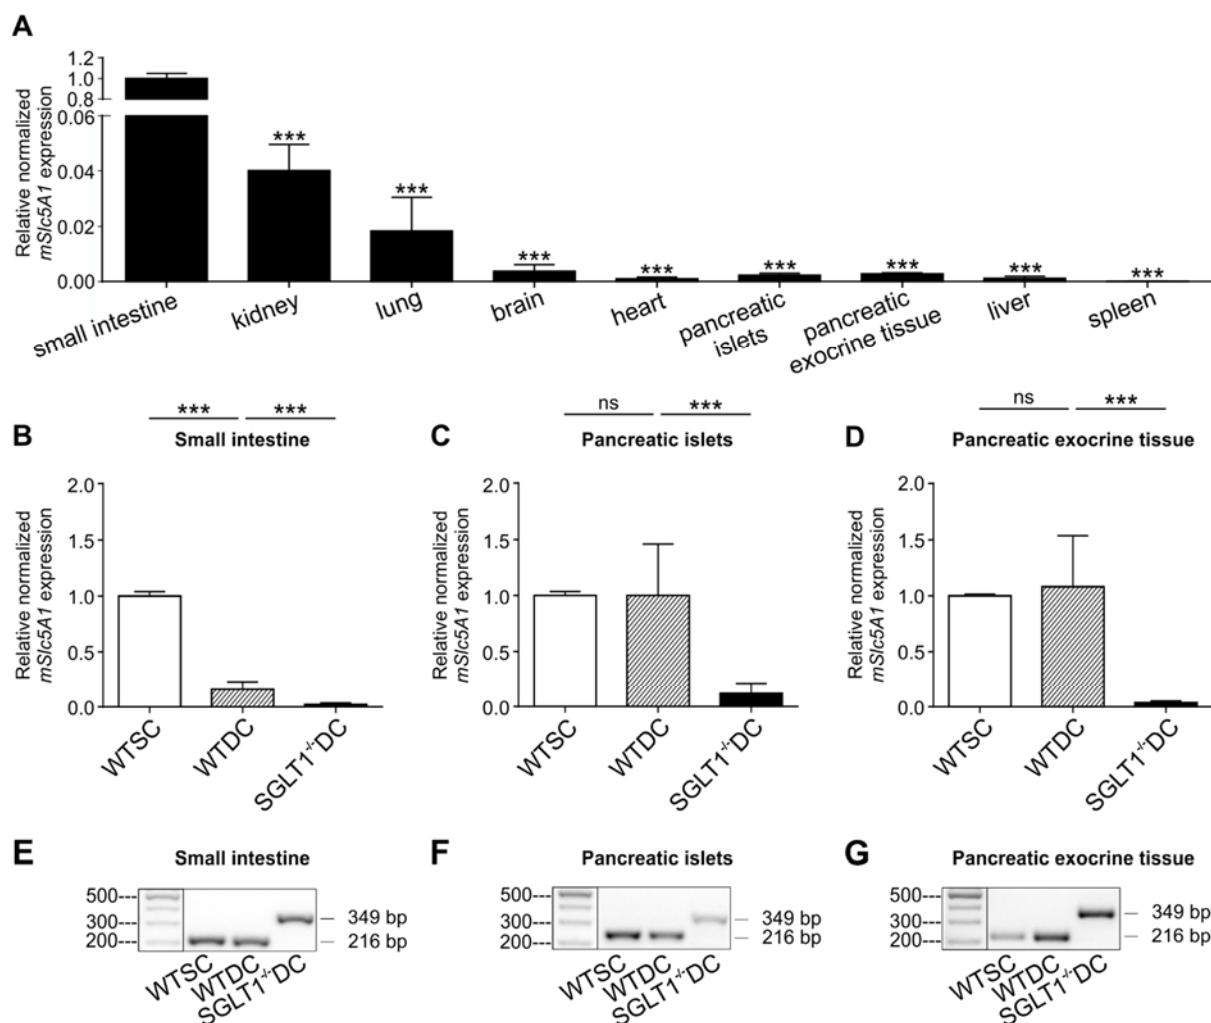 A
Relative normalized
mSlc5A1 expression
1.2
1.0
0.8
0.06
0.04
0.02
0.00
***
***
***
***
***
***
***
***
small intestine
kidney
lung
brain
heart
pancreatic
islets
pancreatic
exocrine tissue
liver
spleen
*** ***
B
Small intestine
Relative normalized
mSlc5A1 expression
2.0
1.5
1.0
0.5
0.0
WTSC
WTDC
SGLT1-/-DC
ns ***
C
Pancreatic islets
Relative normalized
mSlc5A1 expression
2.0
1.5
1.0
0.5
0.0
WTSC
WTDC
SGLT1-/-DC
ns ***
D
Pancreatic exocrine tissue
Relative normalized
mSlc5A1 expression
2.0
1.5
1.0
0.5
0.0
WTSC
WTDC
SGLT1-/-DC
E
Small intestine
500
300
200
349 bp
216 bp
WTSC
WTDC
SGLT1-/-DC
F
Pancreatic islets
500
300
200
349 bp
216 bp
WTSC
WTDC
SGLT1-/-DC
G
Pancreatic exocrine tissue
500
300
200
349 bp
216 bp
WTSC
WTDC
SGLT1-/-DC